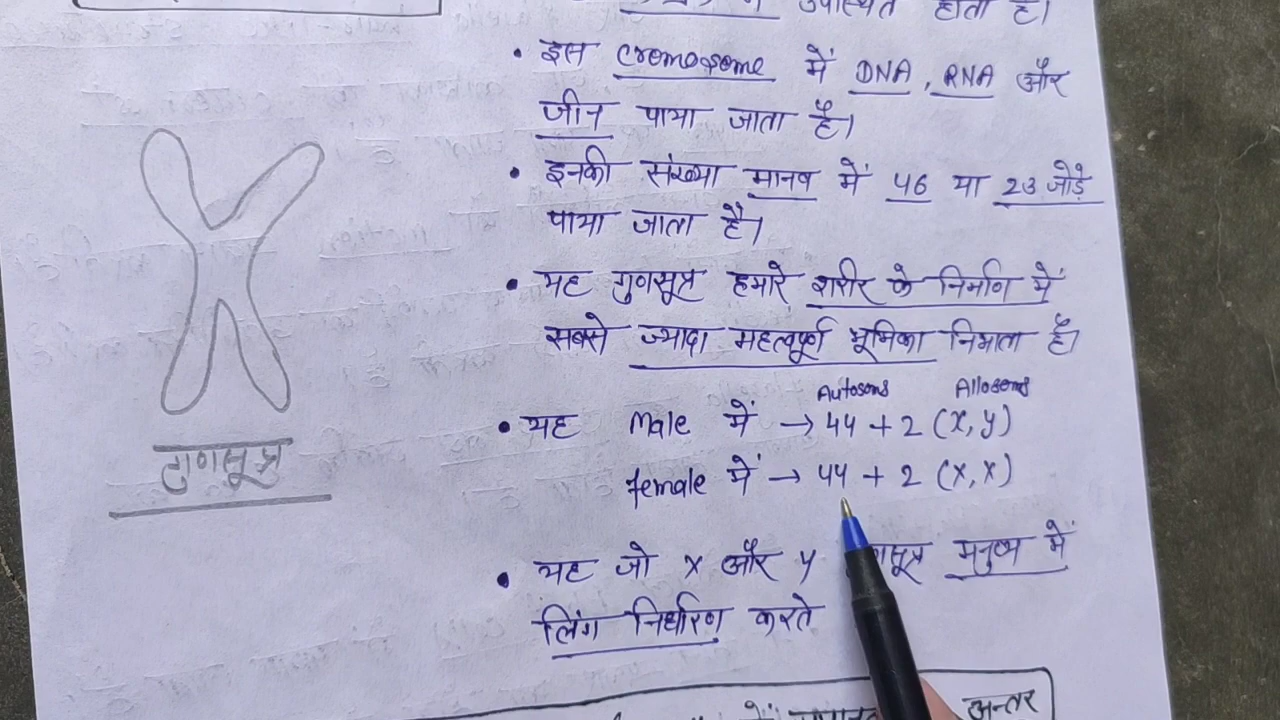 उपस्थित होता है।
• इस cromosome में DNA, RNA और
जीन पाया जाता है।
• इनकी संख्या मानव में 46 या 23 जोड़े
पाया जाता है।
• यह गुणसूत्र हमारे शरीर के निर्माण में
सबसे ज्यादा महत्वपूर्ण भूमिका निभाता है।
Autosoms Allosoms
• यह Male में → 44 + 2 (x, y)
female में → 44 + 2 (x, x)
गुणसूत्र
• यह जो x और y मनुष्य में
लिंग निर्धारण करते
अन्तर